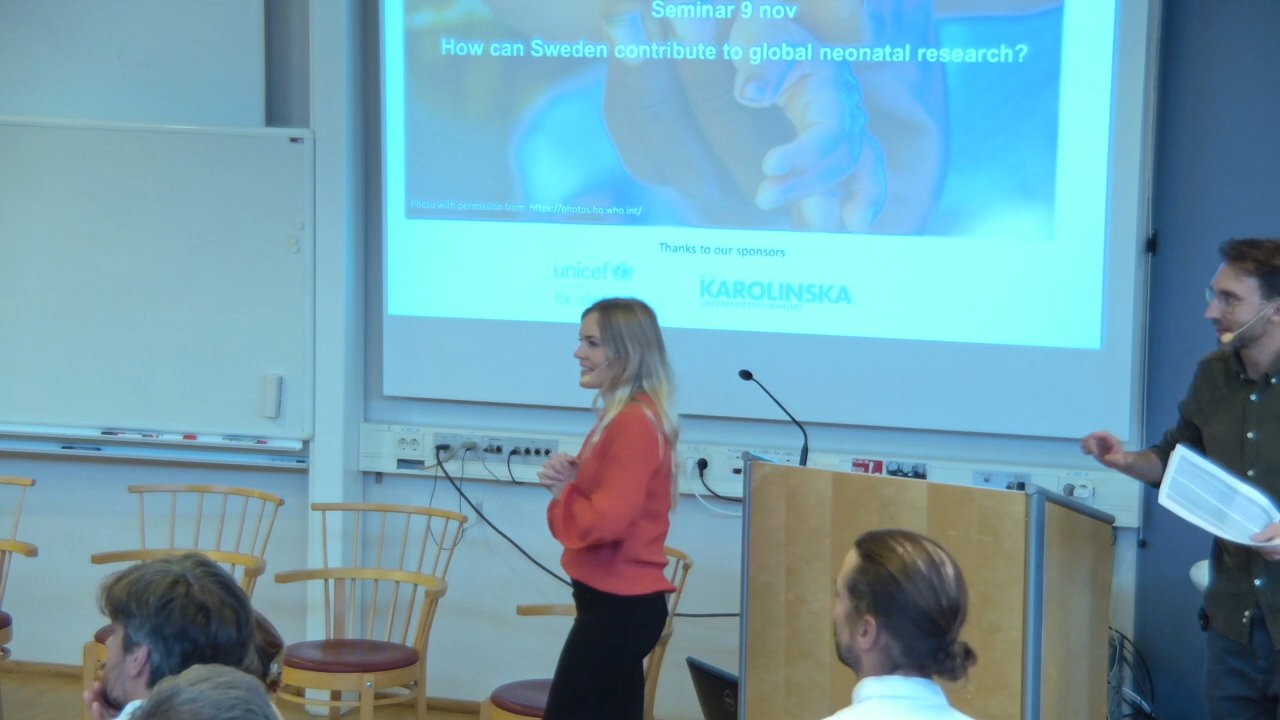 Seminar 9 nov
How can Sweden contribute to global neonatal research?
Photo with permission from: https://photos.hq.who.int/
Thanks to our sponsors
unicef
för
KAROLINSKA